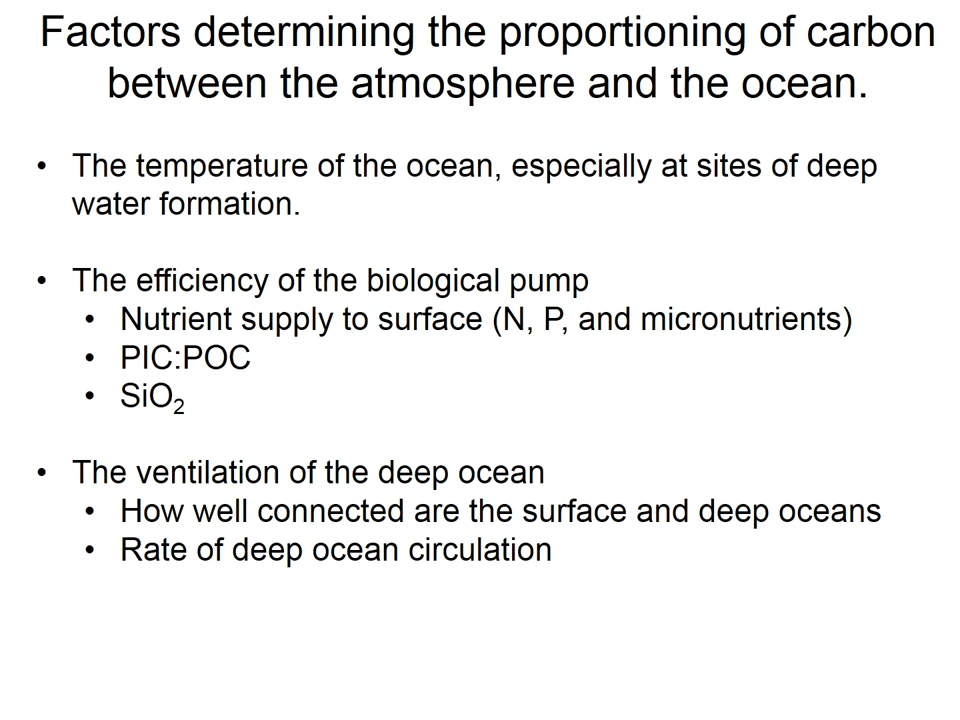 Factors determining the proportioning of carbon
between the atmosphere and the ocean.
• The temperature of the ocean, especially at sites of deep
water formation.
• The efficiency of the biological pump
• Nutrient supply to surface (N, P, and micronutrients)
• PIC:POC
• SiO₂
• The ventilation of the deep ocean
• How well connected are the surface and deep oceans
• Rate of deep ocean circulation